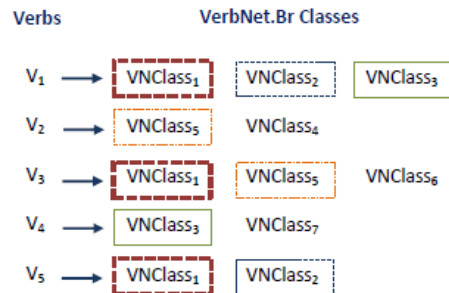 Verbs VerbNet.Br Classes
V₁ VNClass₁ VNClass₂ VNClass₃
V₂ VNClass₅ VNClass₄
V₃ VNClass₁ VNClass₅ VNClass₆
V₄ VNClass₃ VNClass₇
V₅ VNClass₁ VNClass₂